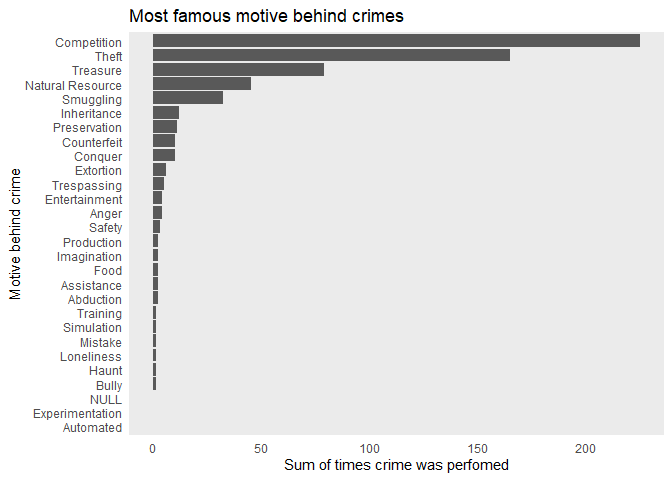 Most famous motive behind crimes
Motive behind crime
Competition
Theft
Treasure
Natural Resource
Smuggling
Inheritance
Preservation
Counterfeit
Conquer
Extortion
Trespassing
Entertainment
Anger
Safety
Production
Imagination
Food
Assistance
Abduction
Training
Simulation
Mistake
Loneliness
Haunt
Bully
NULL
Experimentation
Automated
0 50 100 150 200
Sum of times crime was perfomed